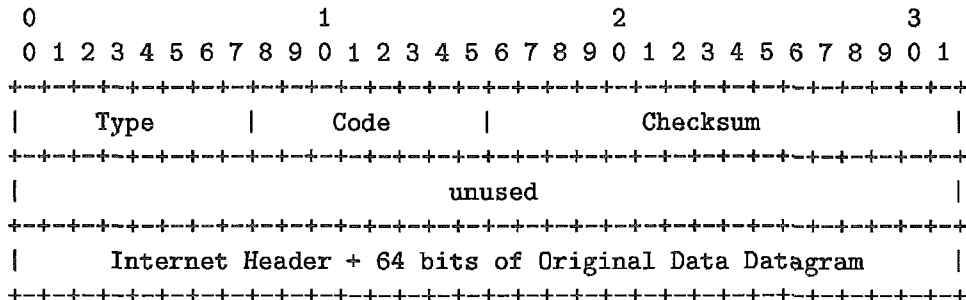 0                   1                   2                   3
0 1 2 3 4 5 6 7 8 9 0 1 2 3 4 5 6 7 8 9 0 1 2 3 4 5 6 7 8 9 0 1
+-+-+-+-+-+-+-+-+-+-+-+-+-+-+-+-+-+-+-+-+-+-+-+-+-+-+-+-+-+-+-+-+
|     Type      |     Code      |          Checksum             |
+-+-+-+-+-+-+-+-+-+-+-+-+-+-+-+-+-+-+-+-+-+-+-+-+-+-+-+-+-+-+-+-+
|                             unused                            |
+-+-+-+-+-+-+-+-+-+-+-+-+-+-+-+-+-+-+-+-+-+-+-+-+-+-+-+-+-+-+-+-+
|      Internet Header + 64 bits of Original Data Datagram      |
+-+-+-+-+-+-+-+-+-+-+-+-+-+-+-+-+-+-+-+-+-+-+-+-+-+-+-+-+-+-+-+-+